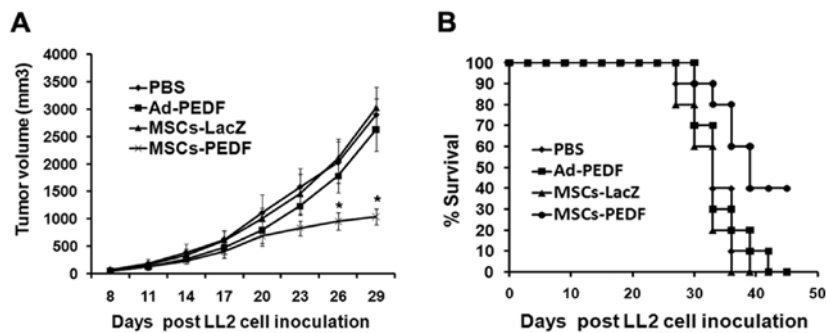 A
Tumor volume (mm3)
4000
3500
3000
2500
2000
1500
1000
500
0
PBS
Ad-PEDF
MSCs-LacZ
MSCs-PEDF
*
*
8 11 14 17 20 23 26 29
Days post LL2 cell inoculation
B
% Survival
100
90
80
70
60
50
40
30
20
10
0
PBS
Ad-PEDF
MSCs-LacZ
MSCs-PEDF
0 10 20 30 40 50
Days post LL2 cell inoculation